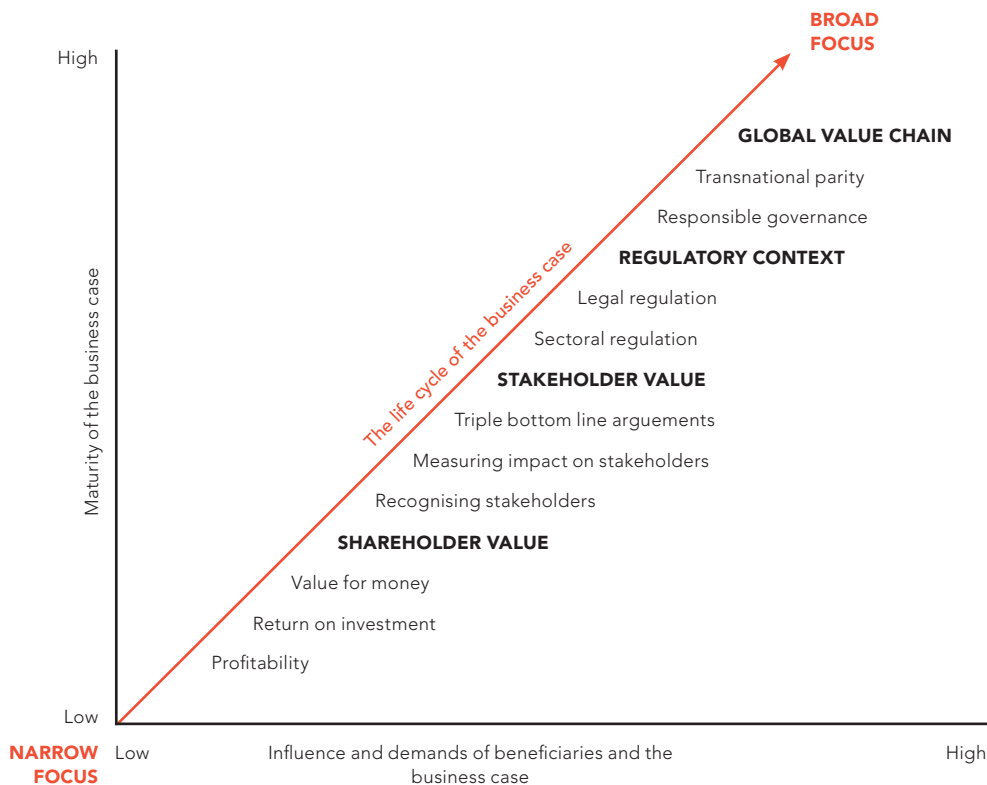 BROAD
FOCUS
High
GLOBAL VALUE CHAIN
Transnational parity
Responsible governance
REGULATORY CONTEXT
Legal regulation
Sectoral regulation
STAKEHOLDER VALUE
Triple bottom line arguements
Measuring impact on stakeholders
Recognising stakeholders
SHAREHOLDER VALUE
Value for money
Return on investment
Profitability
The life cycle of the business case
Maturity of the business case
Low
NARROW
FOCUS
Low
Influence and demands of beneficiaries and the
business case
High